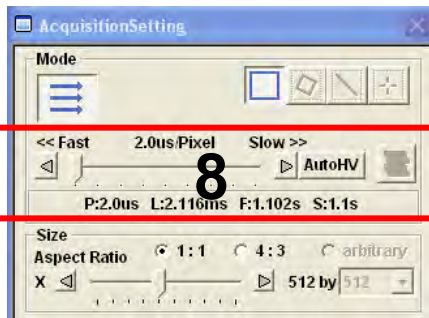 AcquisitionSetting
Mode
<< Fast 2.0us/Pixel Slow >>
AutoHV
8
P:2.0us L:2.116ms F:1.102s S:1.1s
Size
Aspect Ratio 1:1 4:3 arbitrary
X 512 by 512